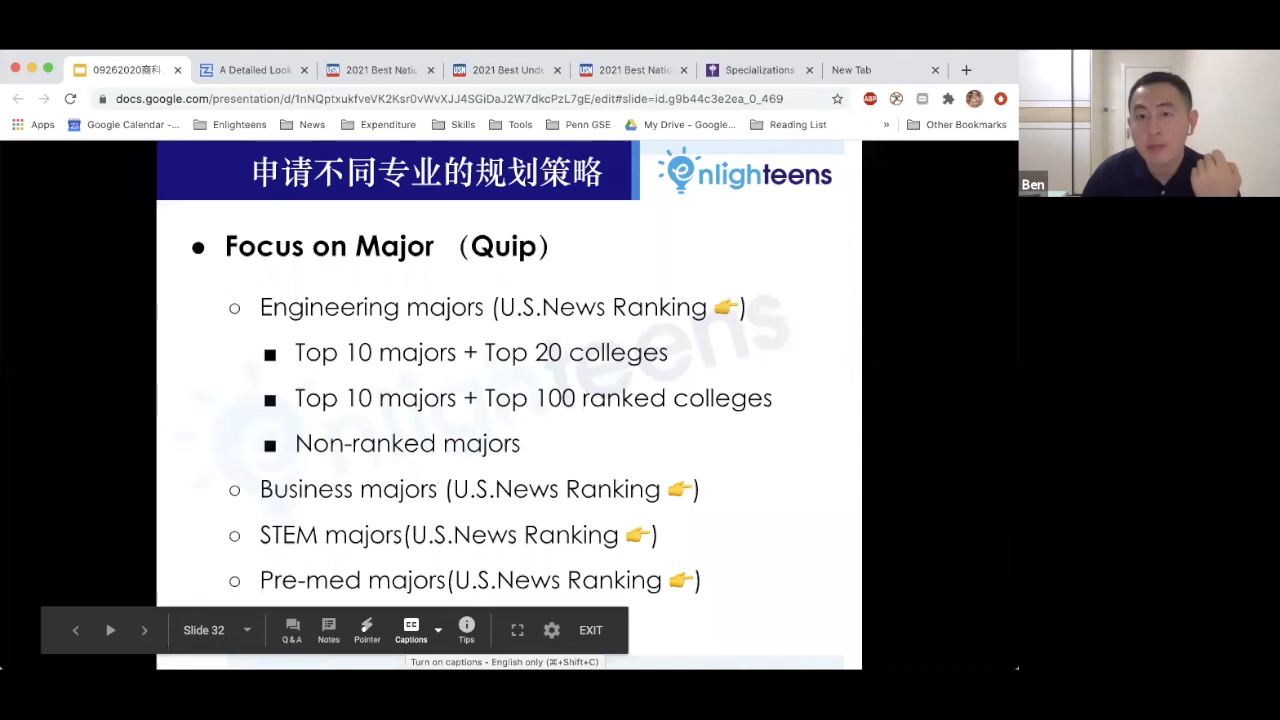 09262020商科
A Detailed Look
2021 Best Natio
2021 Best Unde
2021 Best Natio
Specializations
New Tab
docs.google.com/presentation/d/1nNQptxukfveVK2Ksr0vWvXJJ4SGiDaJ2W7dkcPzL7gE/edit#slide=id.g9b44c3e2ea_0_469
Apps
Google Calendar -...
Enlighteens
News
Expenditure
Skills
Tools
Penn GSE
My Drive - Google...
Reading List
»
Other Bookmarks
Ben
申请不同专业的规划策略
enlighteens
● Focus on Major （Quip）
○ Engineering majors (U.S.News Ranking 👉)
■ Top 10 majors + Top 20 colleges
■ Top 10 majors + Top 100 ranked colleges
■ Non-ranked majors
○ Business majors (U.S.News Ranking 👉)
○ STEM majors(U.S.News Ranking 👉)
○ Pre-med majors(U.S.News Ranking 👉)
enlighteens
Slide 32
Q&A
Notes
Pointer
Captions
Tips
EXIT
Turn on captions - English only (⌘+Shift+C)